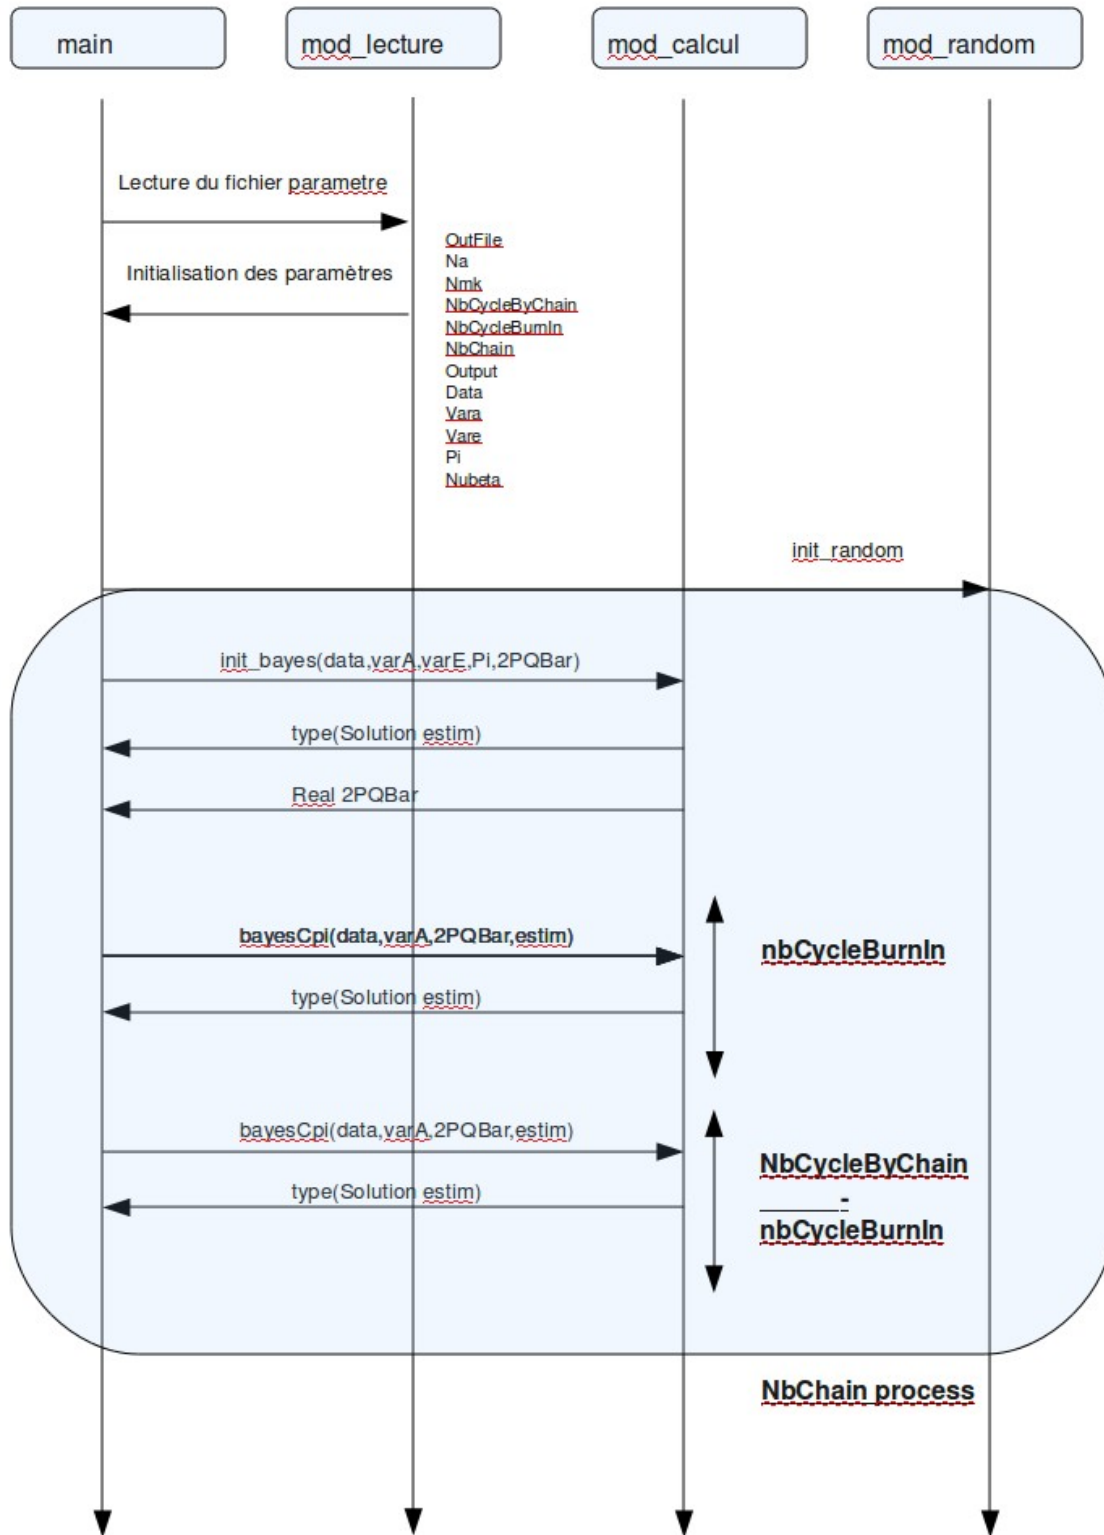 main
mod_lecture
mod_calcul
mod_random
Lecture du fichier parametre
OutFile
Initialisation des paramètres
Na
Nmk
NbCycleByChain
NbCycleBurnIn
NbChain
Output
Data
Vara
Vare
Pi
Nubeta
init_random
init_bayes(data,varA,varE,Pi,2PQBar)
type(Solution estim)
Real 2PQBar
bayesCpi(data,varA,2PQBar,estim)
nbCycleBurnIn
type(Solution estim)
bayesCpi(data,varA,2PQBar,estim)
NbCycleByChain
type(Solution estim)
______-
nbCycleBurnIn
NbChain process